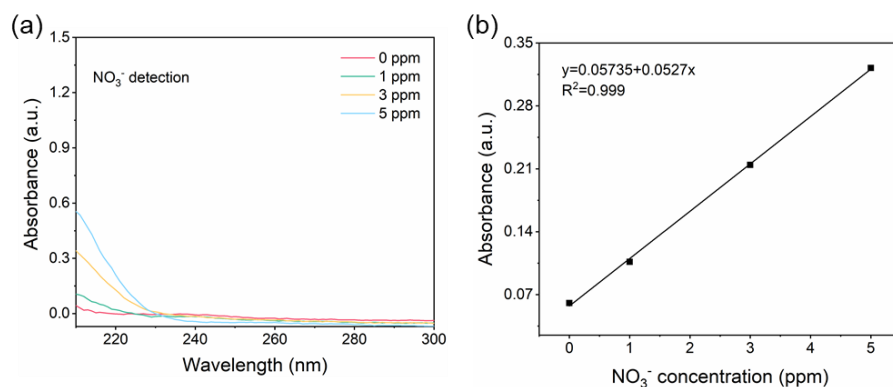 (a)
1.5
1.2
0.9
0.6
0.3
0.0
Absorbance (a.u.)
NO₃⁻ detection
0 ppm
1 ppm
3 ppm
5 ppm
220
240
260
280
300
Wavelength (nm)
(b)
0.35
0.28
0.21
0.14
0.07
Absorbance (a.u.)
y=0.05735+0.0527x
R²=0.999
0
1
3
5
NO₃⁻ concentration (ppm)